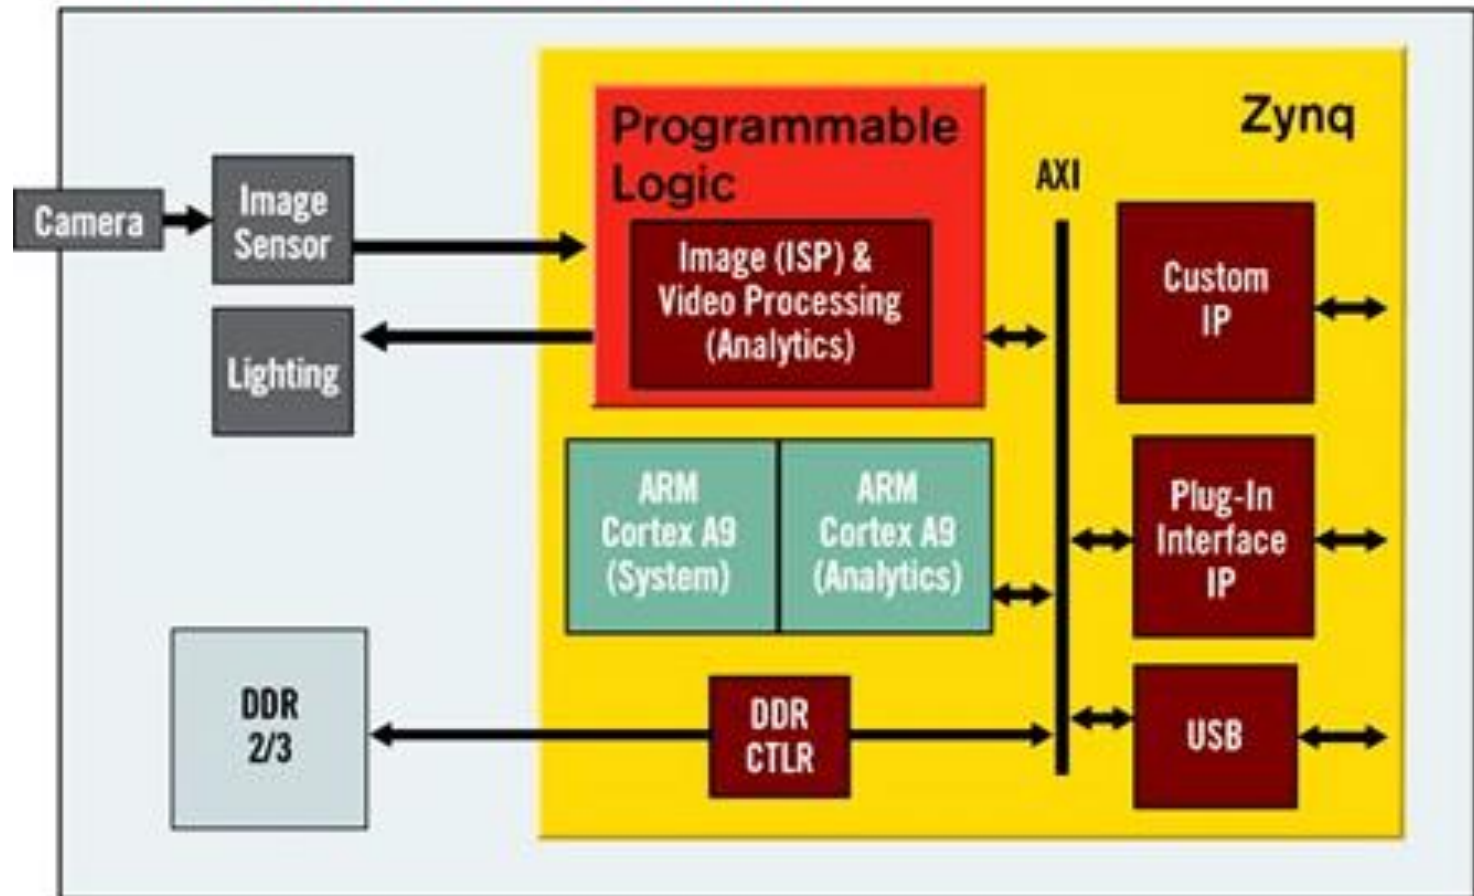 Programmable
Logic
Zynq
AXI
Camera
Image
Sensor
Image (ISP) &
Video Processing
(Analytics)
Custom
IP
Lighting
ARM
Cortex A9
(System)
ARM
Cortex A9
(Analytics)
Plug-In
Interface
IP
DDR
2/3
DDR
CTLR
USB